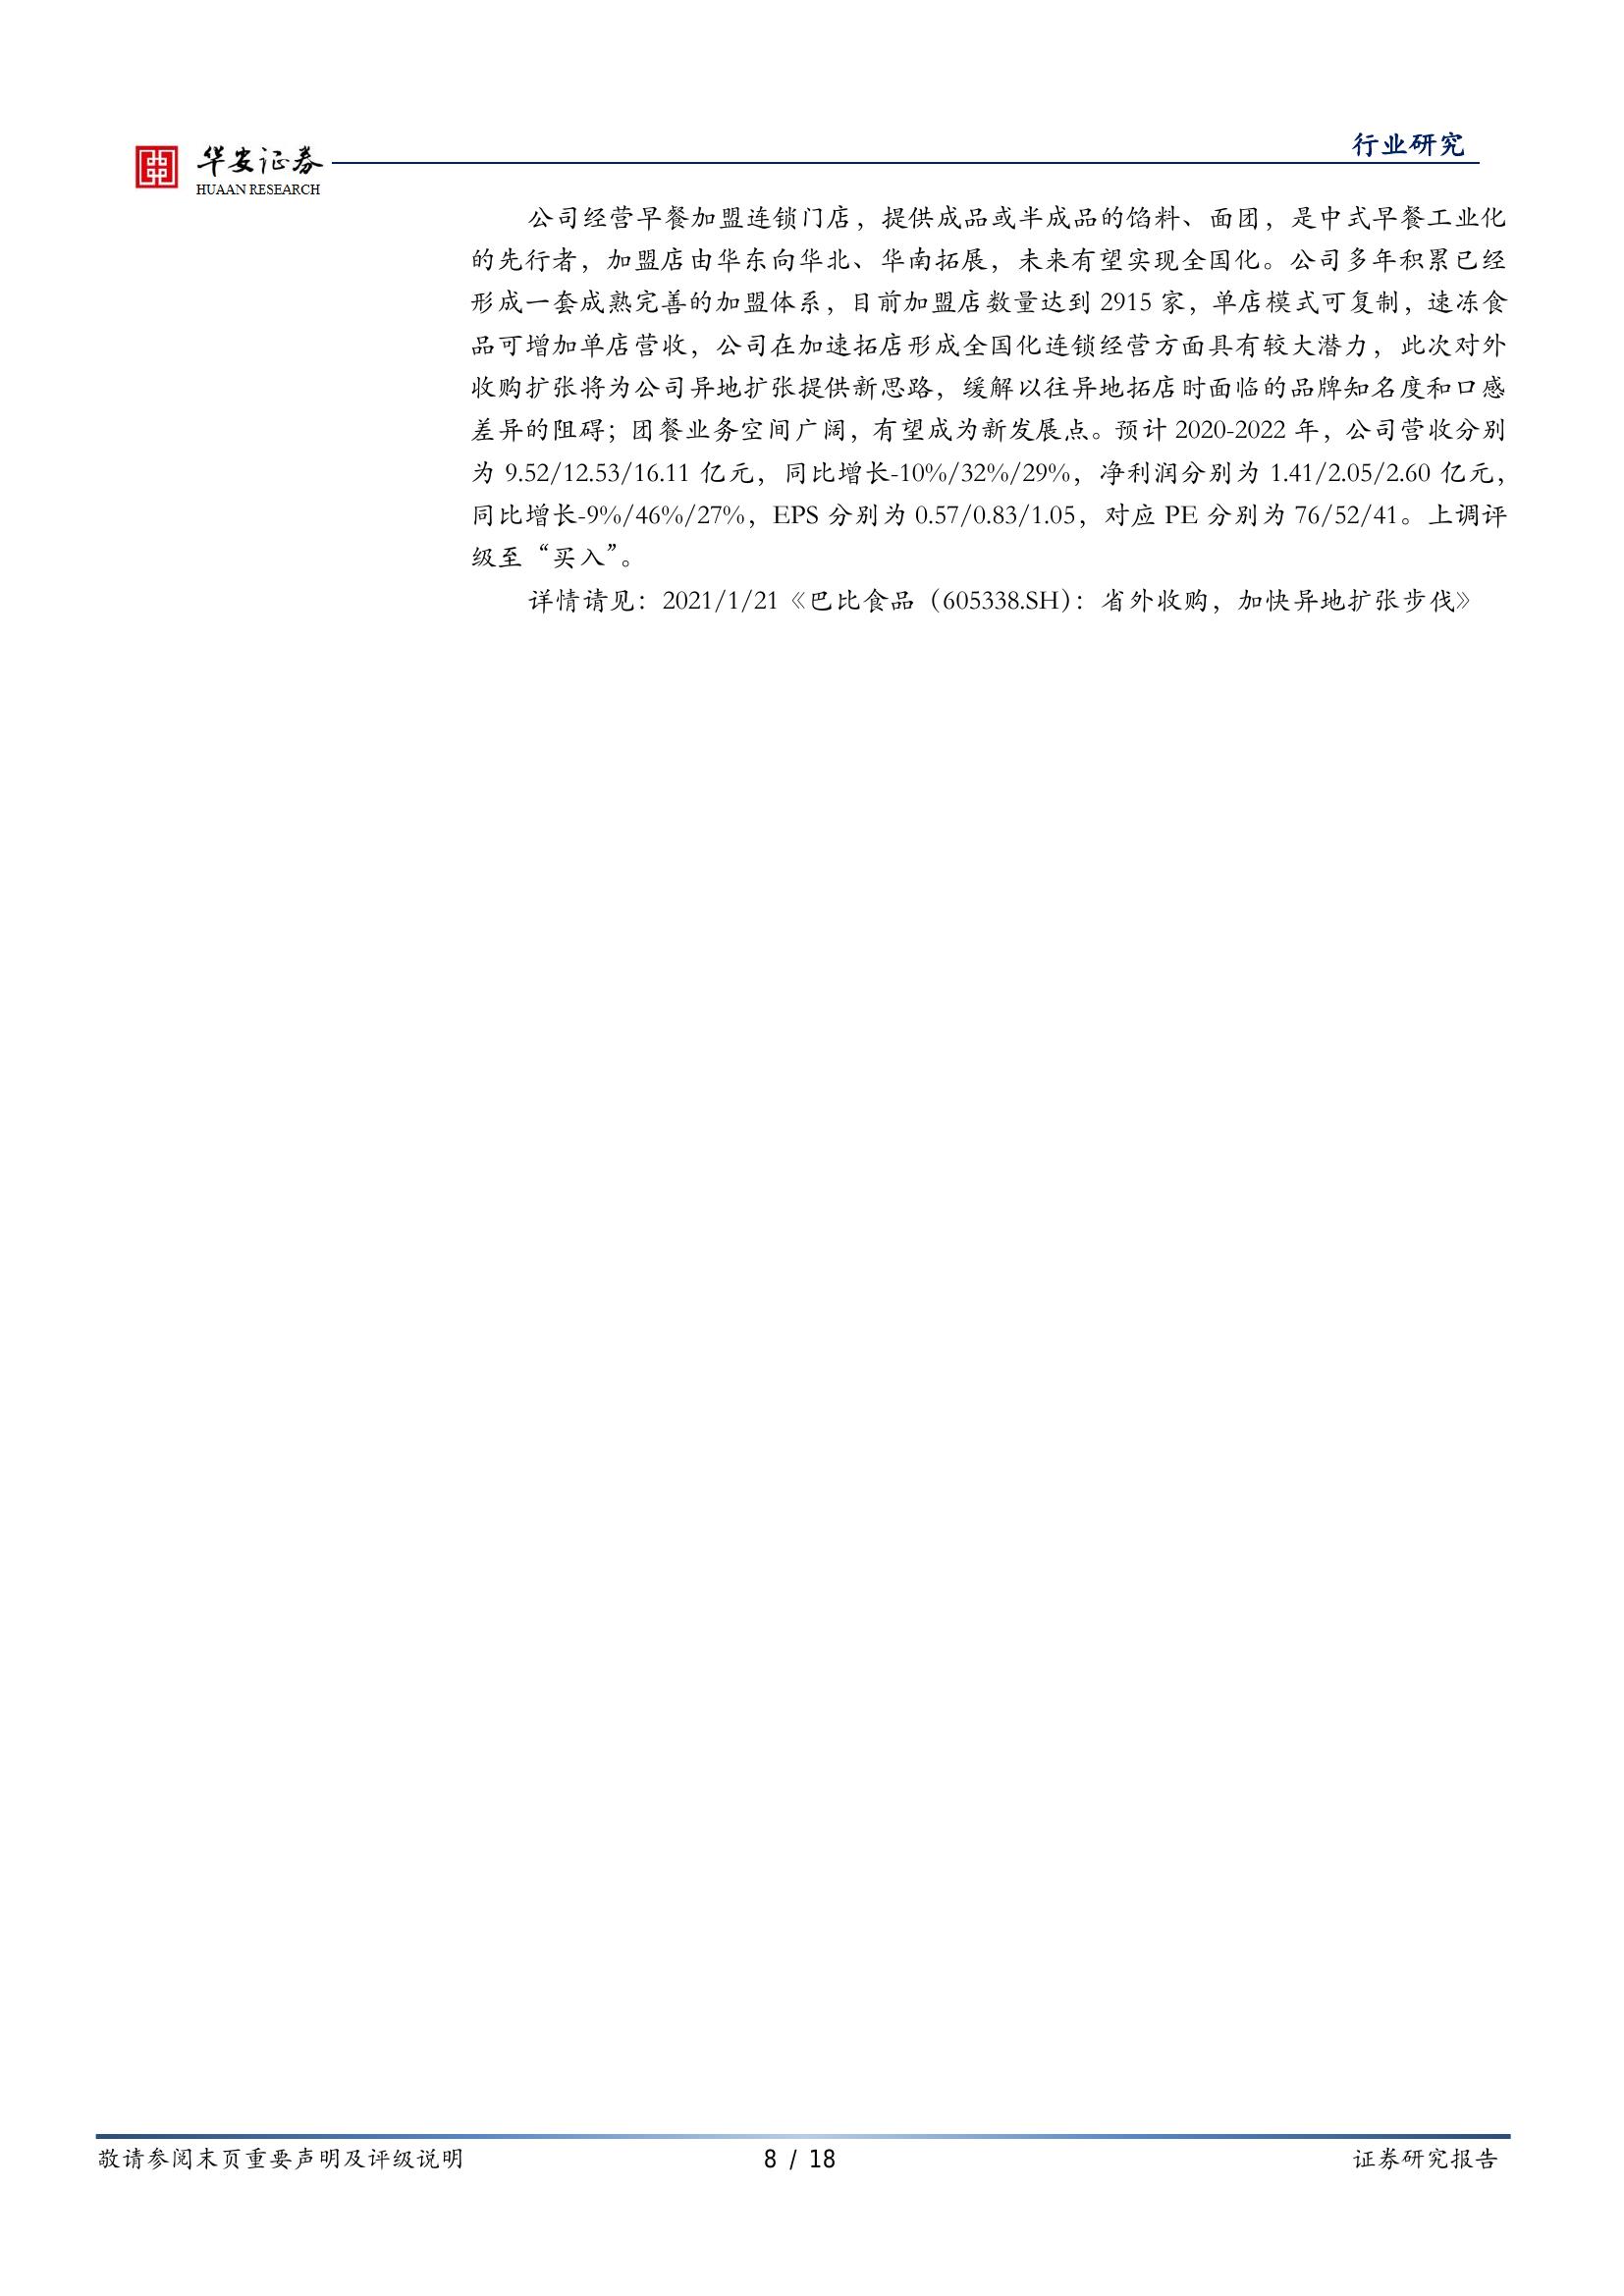 华安证券
HUAAN RESEARCH
行业研究
公司经营早餐加盟连锁门店，提供成品或半成品的馅料、面团，是中式早餐工业化
的先行者，加盟店由华东向华北、华南拓展，未来有望实现全国化。公司多年积累已经
形成一套成熟完善的加盟体系，目前加盟店数量达到 2915 家，单店模式可复制，速冻食
品可增加单店营收，公司在加速拓店形成全国化连锁经营方面具有较大潜力，此次对外
收购扩张将为公司异地扩张提供新思路，缓解以往异地拓店时面临的品牌知名度和口感
差异的阻碍；团餐业务空间广阔，有望成为新发展点。预计 2020-2022 年，公司营收分别
为 9.52/12.53/16.11 亿元，同比增长-10%/32%/29%，净利润分别为 1.41/2.05/2.60 亿元，
同比增长-9%/46%/27%，EPS 分别为 0.57/0.83/1.05，对应 PE 分别为 76/52/41。上调评
级至“买入”。
详情请见：2021/1/21《巴比食品（605338.SH）：省外收购，加快异地扩张步伐》
敬请参阅末页重要声明及评级说明
8 / 18
证券研究报告